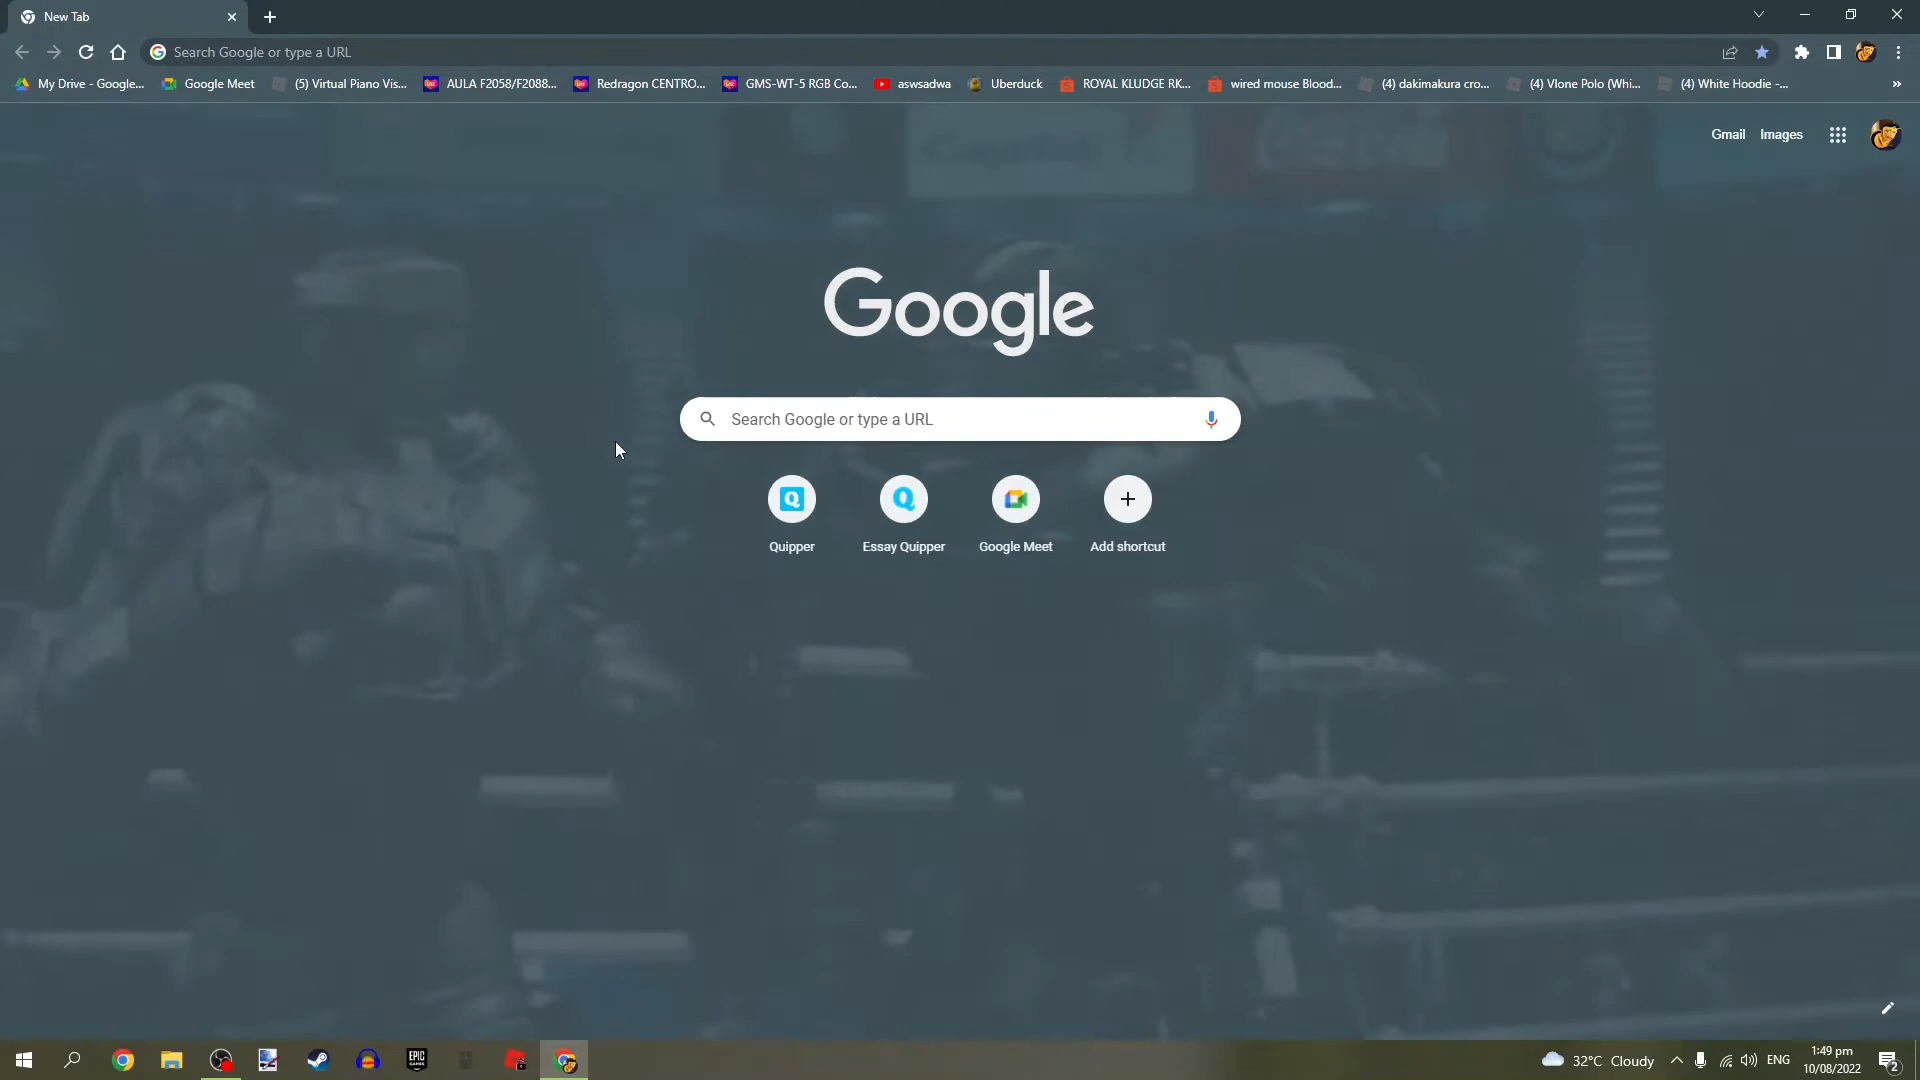 New Tab
Search Google or type a URL
My Drive - Google... Google Meet (5) Virtual Piano Vis... AULA F2058/F2088... Redragon CENTRO... GMS-WT-5 RGB Co... aswsadwa Uberduck ROYAL KLUDGE RK... wired mouse Blood... (4) dakimakura cro... (4) Vlone Polo (Whi... (4) White Hoodie -...
Gmail Images
Google
Search Google or type a URL
Quipper Essay Quipper Google Meet Add shortcut
EPIC GAMES
32°C Cloudy ENG
1:49 pm
10/08/2022
2